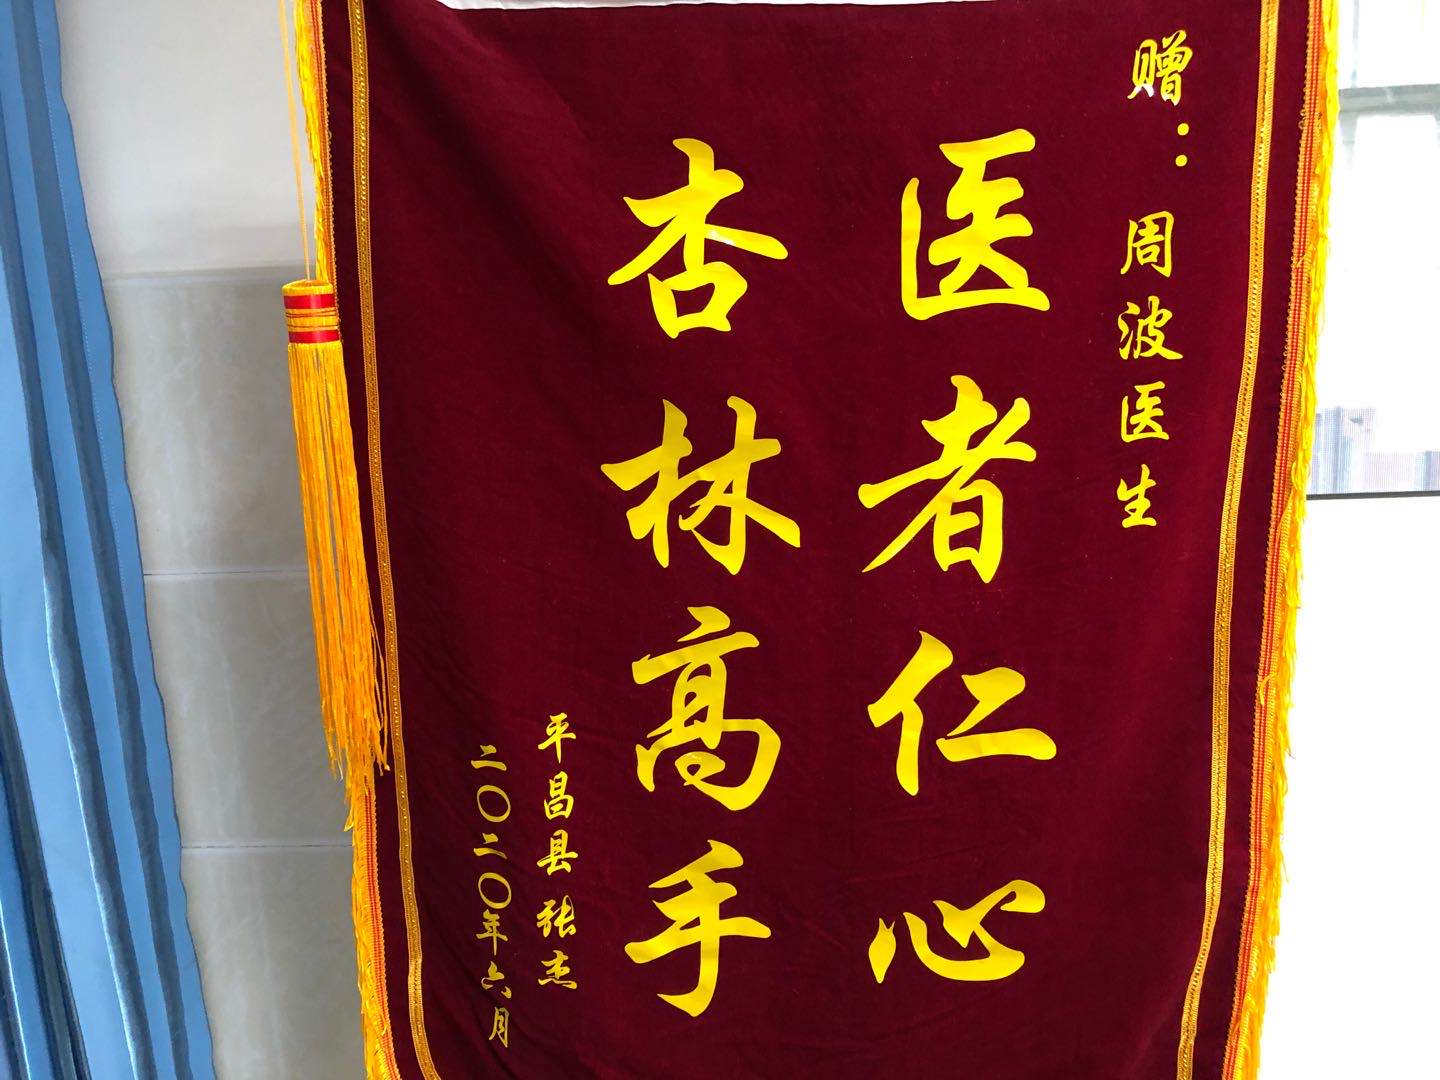 赠：周波医生
医者仁心
杏林高手
平昌县 张杰
二〇二〇年六月